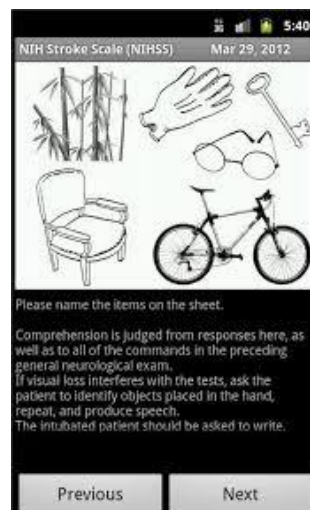 3G 5:40
NIH Stroke Scale (NIHSS) Mar 29, 2012
Please name the items on the sheet.
Comprehension is judged from responses here, as
well as to all of the commands in the preceding
general neurological exam.
If visual loss interferes with the tests, ask the
patient to identify objects placed in the hand,
repeat, and produce speech.
The intubated patient should be asked to write.
Previous Next